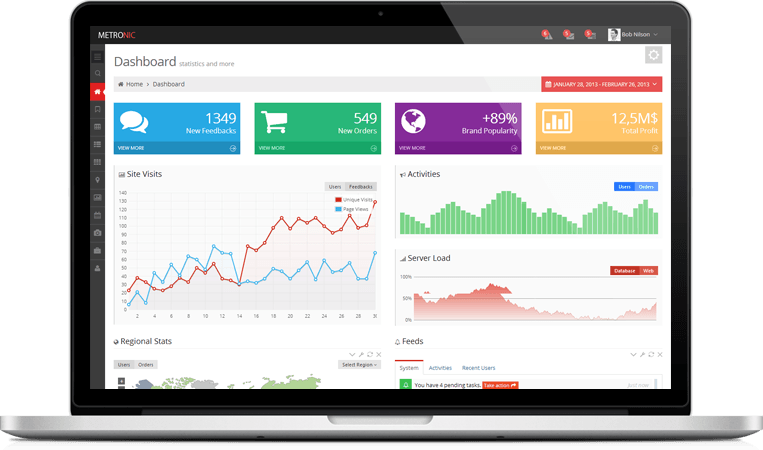 METRONIC
6
5
5
Bob Nilson
Dashboard statistics and more
Home > Dashboard
JANUARY 28, 2013 - FEBRUARY 26, 2013
1349
New Feedbacks
VIEW MORE
549
New Orders
VIEW MORE
+89%
Brand Popularity
VIEW MORE
12,5M$
Total Profit
VIEW MORE
Site Visits
Users Feedbacks
Unique Visits
Page Views
140
130
120
110
100
90
80
70
60
50
40
30
20
10
0
2 4 6 8 10 12 14 16 18 20 22 24 26 28 30
Activities
Users Orders
Server Load
Database Web
100%
50%
0%
Regional Stats
Users Orders
Select Region
Feeds
System Activities Recent Users
You have 4 pending tasks. Take action
Just now